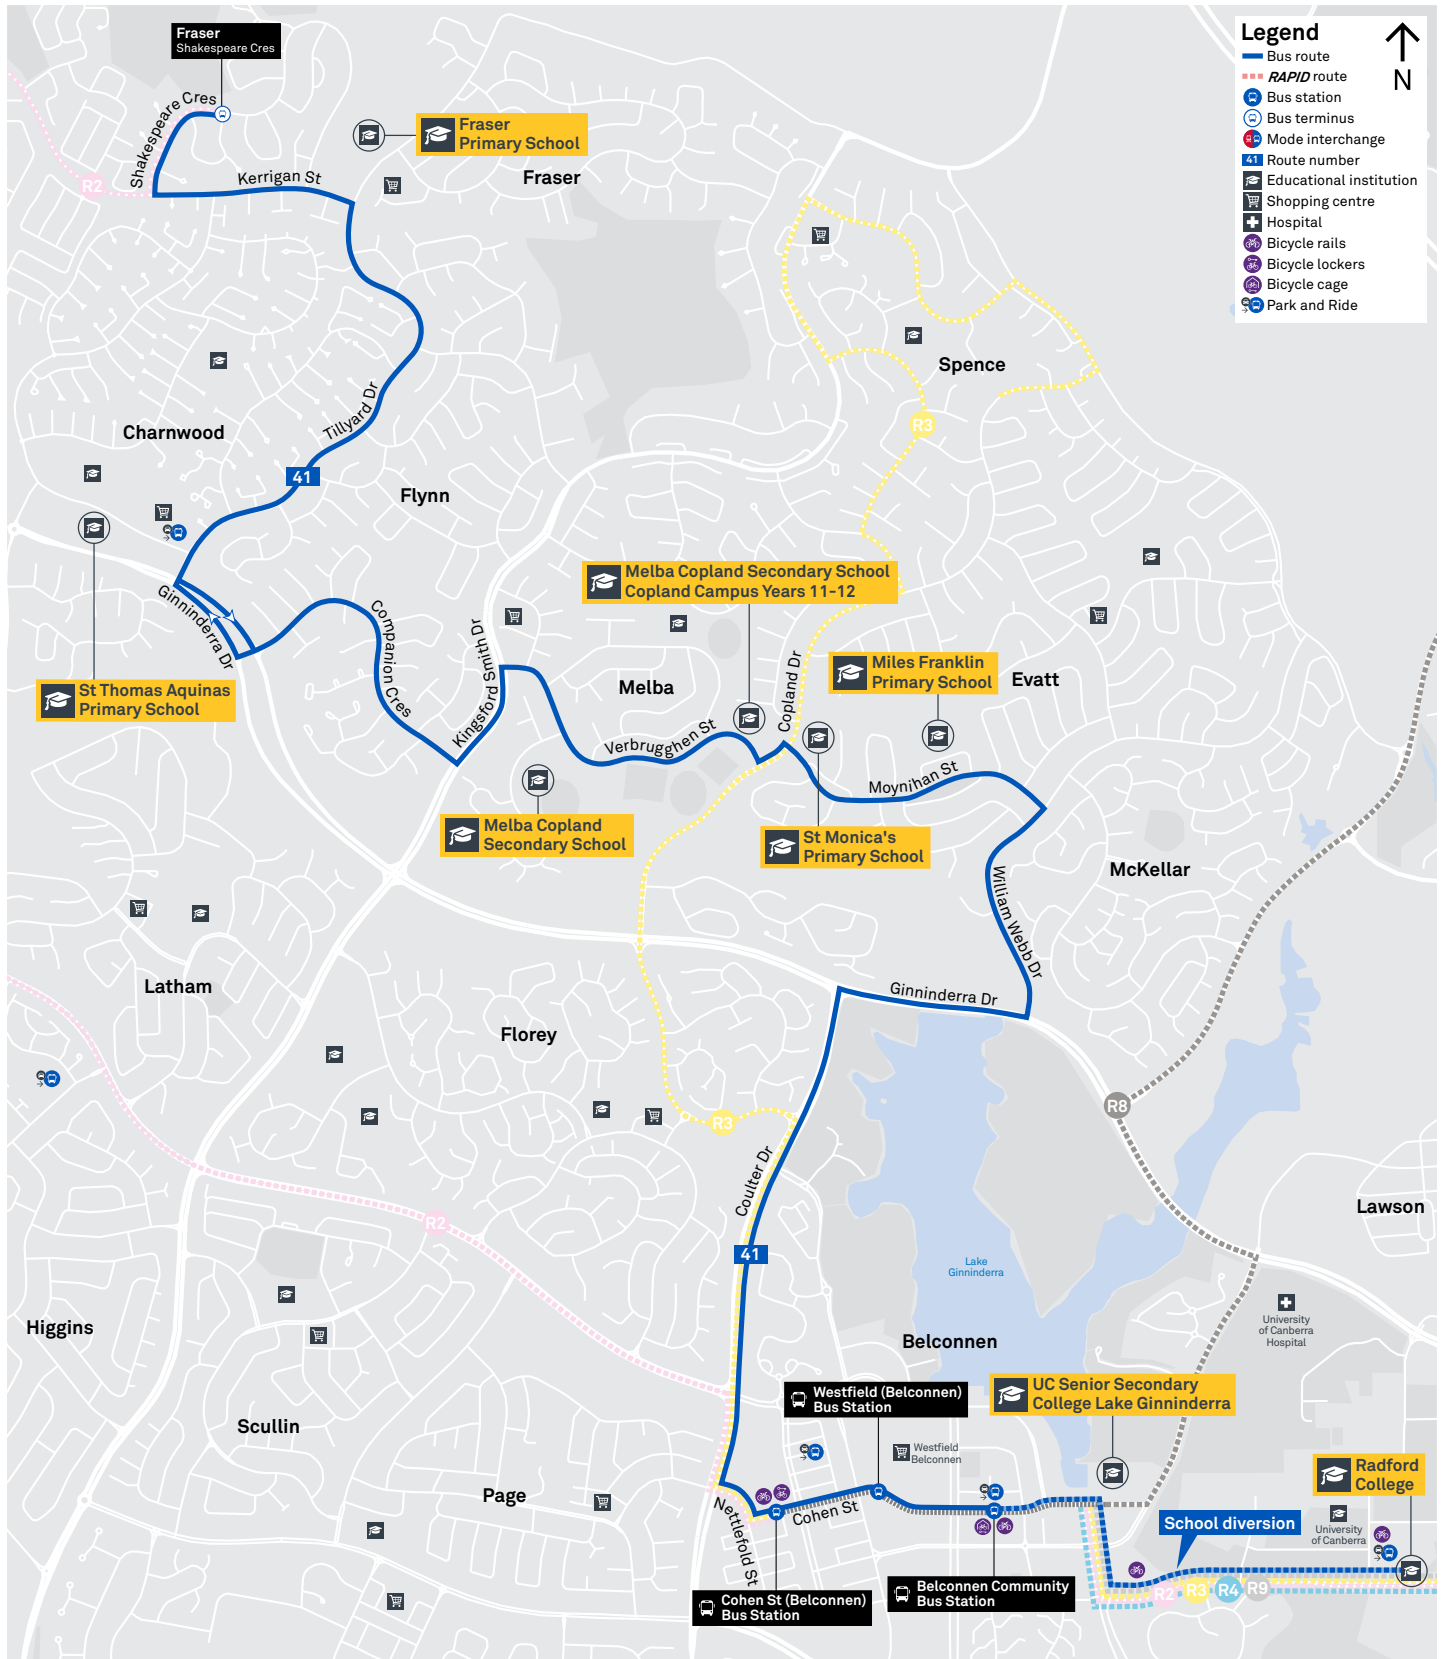 Fraser
Shakespeare Cres
Legend
N
Bus route
RAPID route
Bus station
Bus terminus
Mode interchange
41 Route number
Educational institution
Shopping centre
Hospital
Bicycle rails
Bicycle lockers
Bicycle cage
Park and Ride
Shakespeare Cres
Fraser
Primary School
Kerrigan St
Fraser
R2
Spence
Tillyard Dr
R3
Charnwood
41
Flynn
Melba Copland Secondary School
Copland Campus Years 11-12
Ginninderra Dr
Companion Cres
Kingsford Smith Dr
Copland Dr
Miles Franklin
Primary School
Evatt
Melba
St Thomas Aquinas
Primary School
Verbrugghen St
Moynihan St
Melba Copland
Secondary School
St Monica's
Primary School
McKellar
William Webb Dr
Latham
Ginninderra Dr
Florey
R8
R3
Coulter Dr
Lawson
R2
41
Lake
Ginninderra
University
of Canberra
Hospital
Higgins
Belconnen
Westfield (Belconnen)
Bus Station
UC Senior Secondary
College Lake Ginninderra
Scullin
Westfield
Belconnen
Radford
College
Page
Nettlefold St
Cohen St
School diversion
University
of Canberra
Cohen St (Belconnen)
Bus Station
Belconnen Community
Bus Station
R2
R3
R4
R9